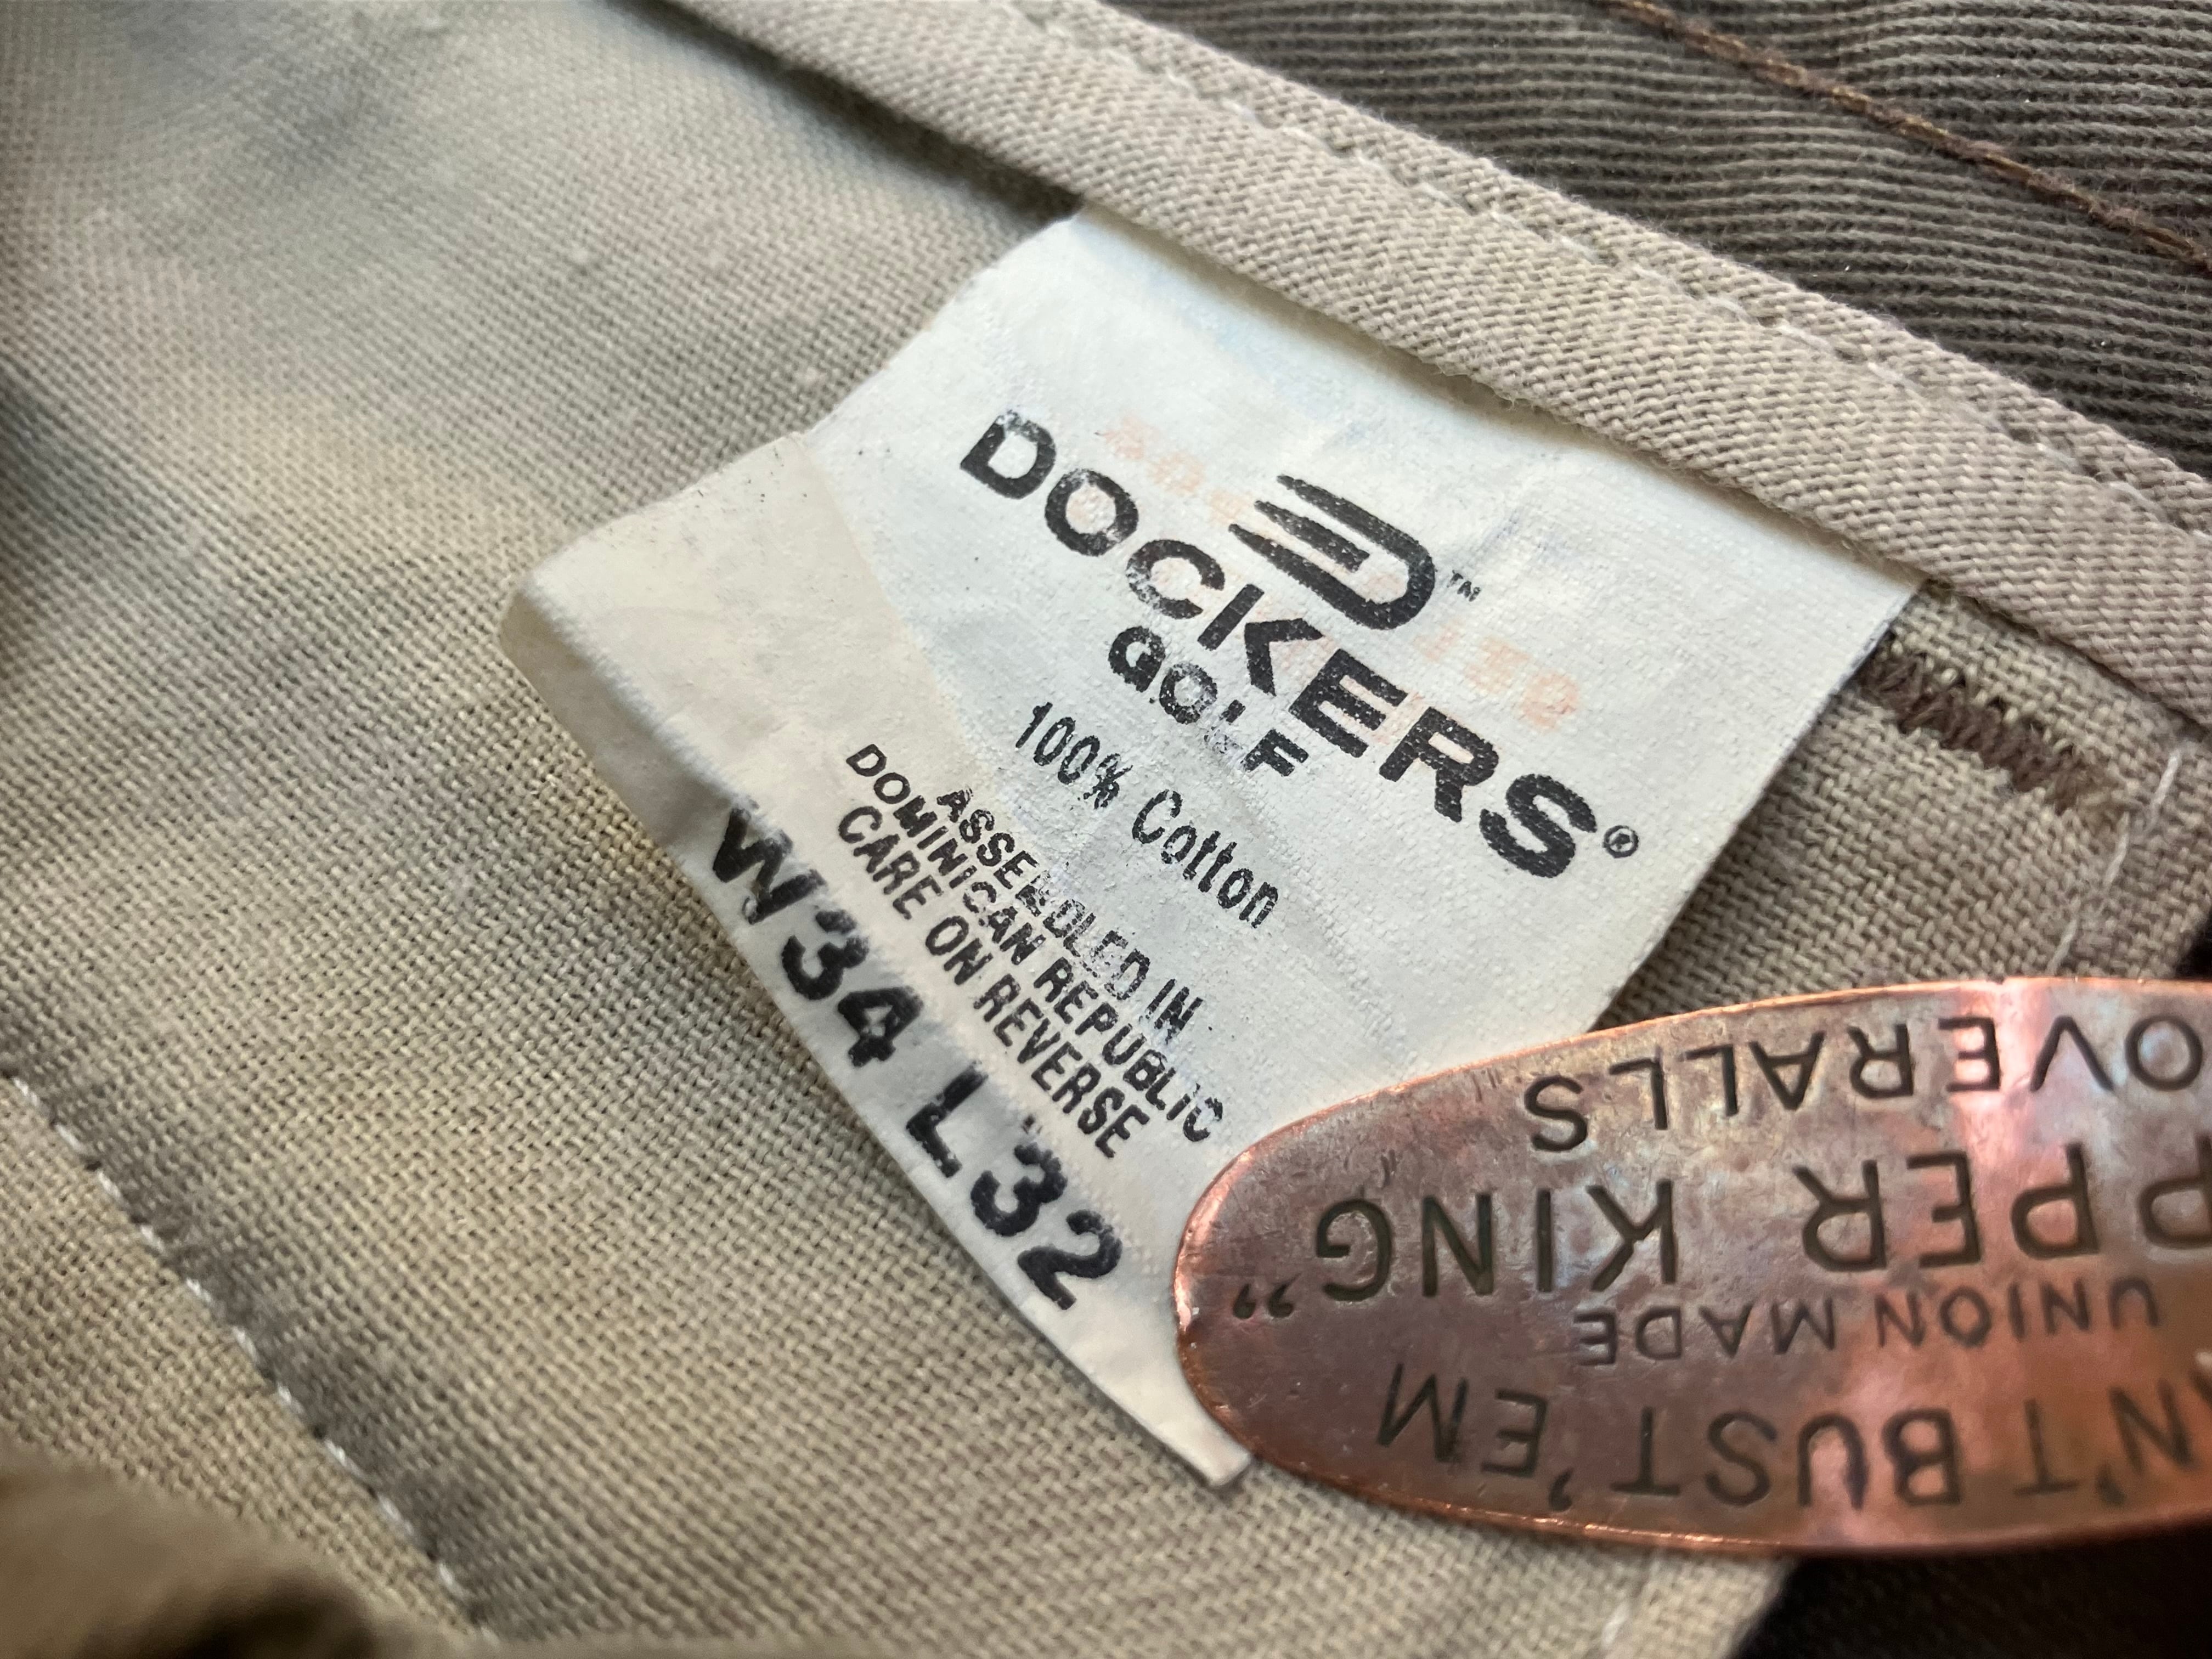 ™
DOCKERS®
GOLF
100% Cotton
ASSEMBLED IN
DOMINICAN REPUBLIC
CARE ON REVERSE
W34 L32
N'T BUST 'EM
UNION MADE
PPER KING"
OVERALLS